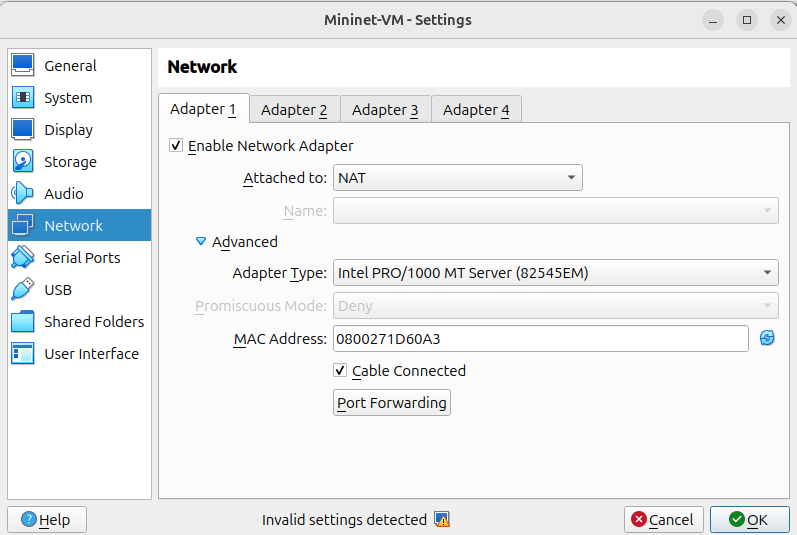 Mininet-VM - Settings
General
System
Display
Storage
Audio
Network
Serial Ports
USB
Shared Folders
User Interface
Network
Adapter 1 Adapter 2 Adapter 3 Adapter 4
Enable Network Adapter
Attached to: NAT
Name:
Advanced
Adapter Type: Intel PRO/1000 MT Server (82545EM)
Promiscuous Mode: Deny
MAC Address: 0800271D60A3
Cable Connected
Port Forwarding
Help Invalid settings detected Cancel OK